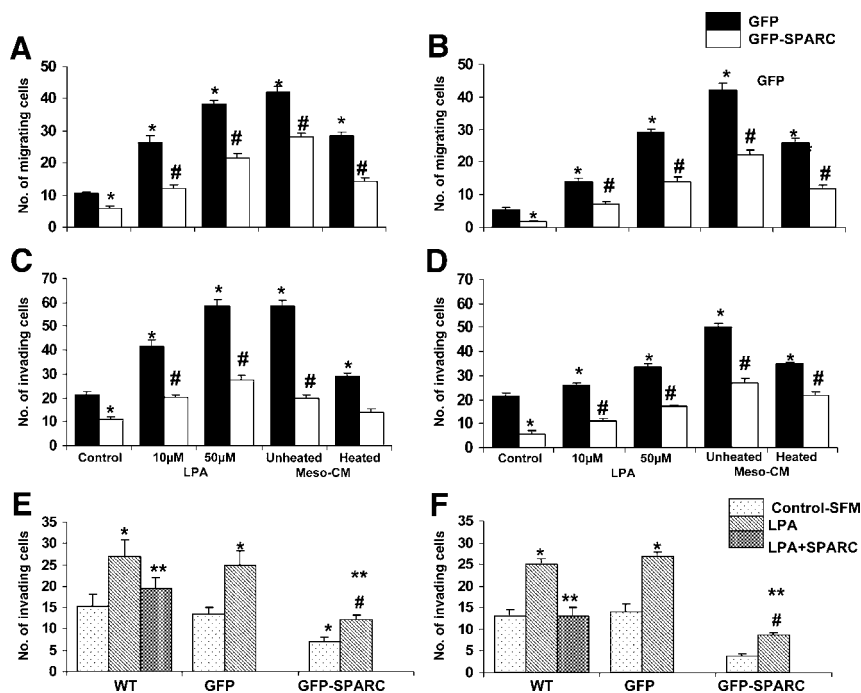 GFP
GFP-SPARC
A
No. of migrating cells
50
40
30
20
10
0
*
*
#
*
#
*
#
*
#
B
No. of migrating cells
50
40
30
20
10
0
GFP
*
*
#
*
#
*
#
*
#
C
No. of invading cells
70
60
50
40
30
20
10
0
*
*
#
*
#
*
#
*
Control
10µM
50µM
Unheated
Heated
LPA
Meso-CM
D
No. of invading cells
70
60
50
40
30
20
10
0
*
*
#
*
#
*
#
*
#
Control
10µM
50µM
Unheated
Heated
LPA
Meso-CM
E
No. of invading cells
35
30
25
20
15
10
5
0
*
**
*
*
**
#
WT
GFP
GFP-SPARC
F
No. of invading cells
35
30
25
20
15
10
5
0
Control-SFM
LPA
LPA+SPARC
*
**
*
**
#
WT
GFP
GFP-SPARC